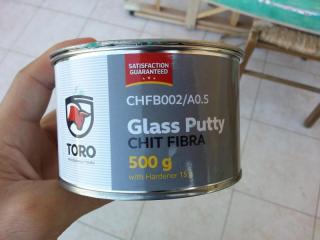 SATISFACTION
GUARANTEED
CHFB002/A0.5
TORO
Glass Putty
CHIT FIBRA
500 g
with Hardener 15 g